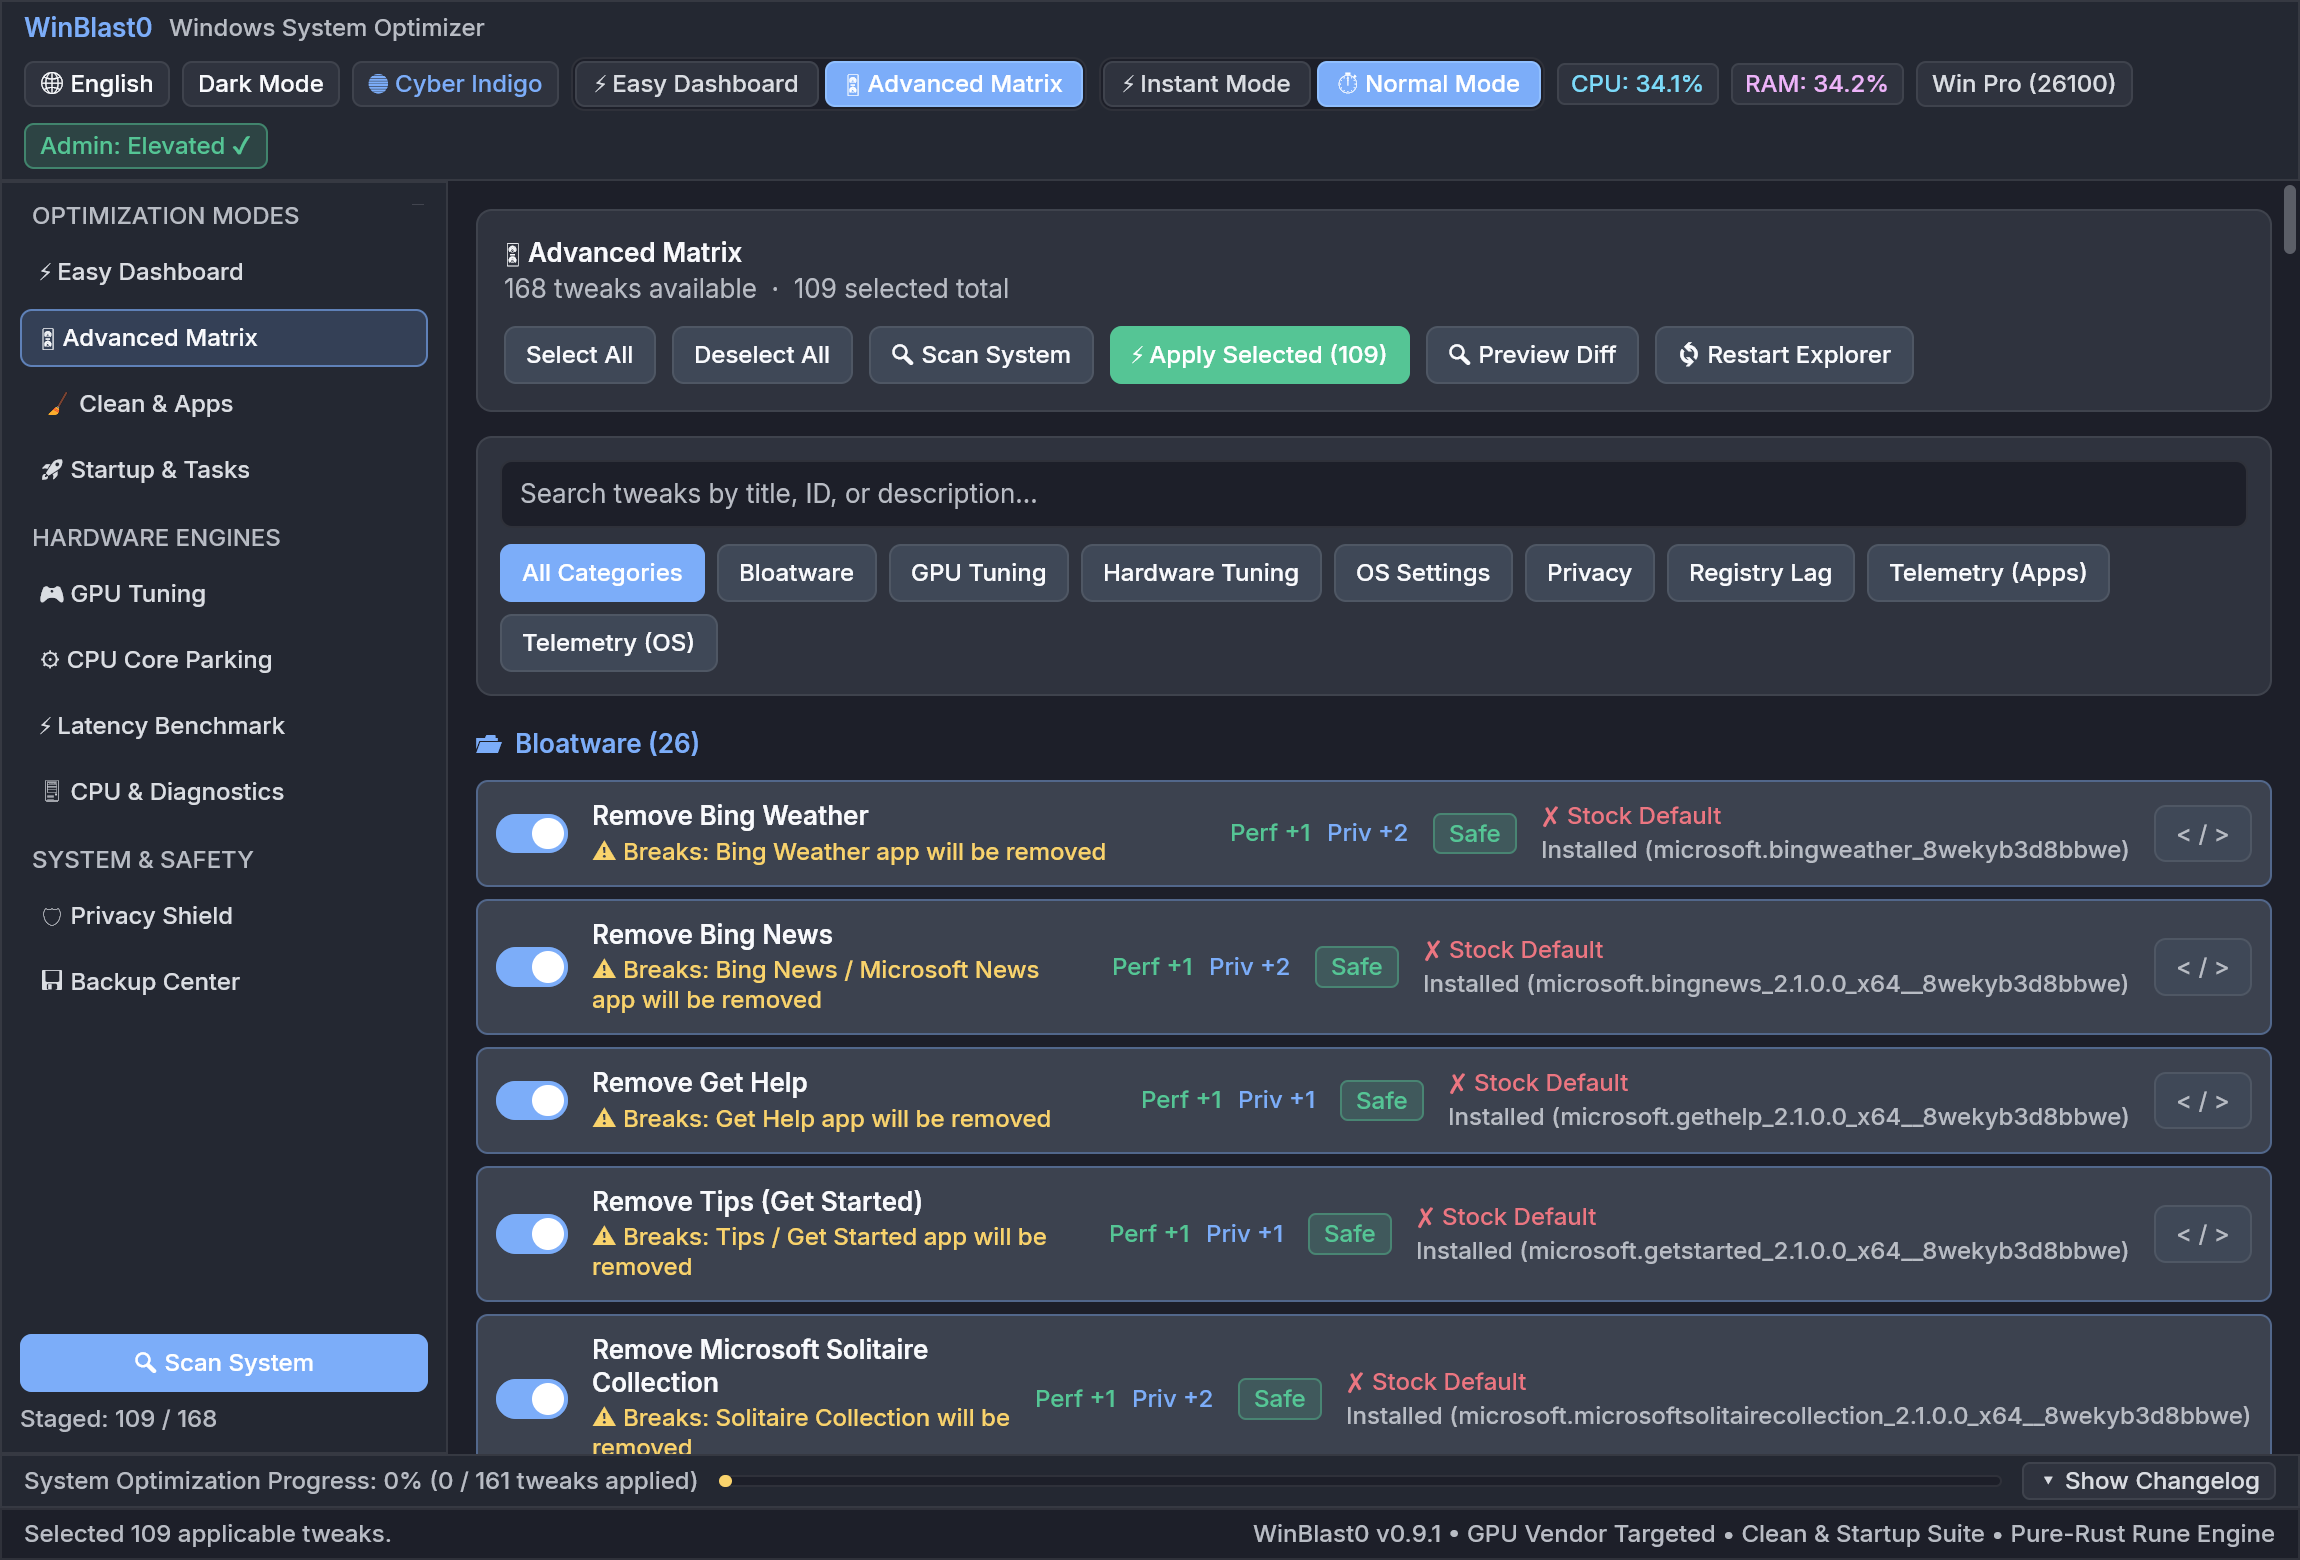 WinBlast0 Windows System Optimizer
English Dark Mode Cyber Indigo ⚡Easy Dashboard Advanced Matrix ⚡Instant Mode Normal Mode CPU: 34.1% RAM: 34.2% Win Pro (26100)
Admin: Elevated ✓
OPTIMIZATION MODES
⚡Easy Dashboard
Advanced Matrix
Clean & Apps
Startup & Tasks
HARDWARE ENGINES
GPU Tuning
CPU Core Parking
⚡Latency Benchmark
CPU & Diagnostics
SYSTEM & SAFETY
Privacy Shield
Backup Center
Scan System
Staged: 109 / 168
Advanced Matrix
168 tweaks available · 109 selected total
Select All Deselect All Scan System ⚡Apply Selected (109) Preview Diff Restart Explorer
Search tweaks by title, ID, or description...
All Categories Bloatware GPU Tuning Hardware Tuning OS Settings Privacy Registry Lag Telemetry (Apps)
Telemetry (OS)
Bloatware (26)
Remove Bing Weather
⚠ Breaks: Bing Weather app will be removed
Perf +1 Priv +2 Safe
✗ Stock Default
Installed (microsoft.bingweather_8wekyb3d8bbwe)
< / >
Remove Bing News
⚠ Breaks: Bing News / Microsoft News
app will be removed
Perf +1 Priv +2 Safe
✗ Stock Default
Installed (microsoft.bingnews_2.1.0.0_x64__8wekyb3d8bbwe)
< / >
Remove Get Help
⚠ Breaks: Get Help app will be removed
Perf +1 Priv +1 Safe
✗ Stock Default
Installed (microsoft.gethelp_2.1.0.0_x64__8wekyb3d8bbwe)
< / >
Remove Tips (Get Started)
⚠ Breaks: Tips / Get Started app will be
removed
Perf +1 Priv +1 Safe
✗ Stock Default
Installed (microsoft.getstarted_2.1.0.0_x64__8wekyb3d8bbwe)
< / >
Remove Microsoft Solitaire
Collection
⚠ Breaks: Solitaire Collection will be
removed
Perf +1 Priv +2 Safe
✗ Stock Default
Installed (microsoft.microsoftsolitairecollection_2.1.0.0_x64__8wekyb3d8bbwe)
System Optimization Progress: 0% (0 / 161 tweaks applied)
▾ Show Changelog
Selected 109 applicable tweaks.
WinBlast0 v0.9.1 • GPU Vendor Targeted • Clean & Startup Suite • Pure-Rust Rune Engine